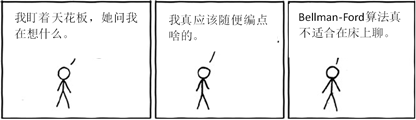 我盯着天花板，她问我
在想什么。
我真应该随便编点
啥的。
Bellman-Ford算法真
不适合在床上聊。